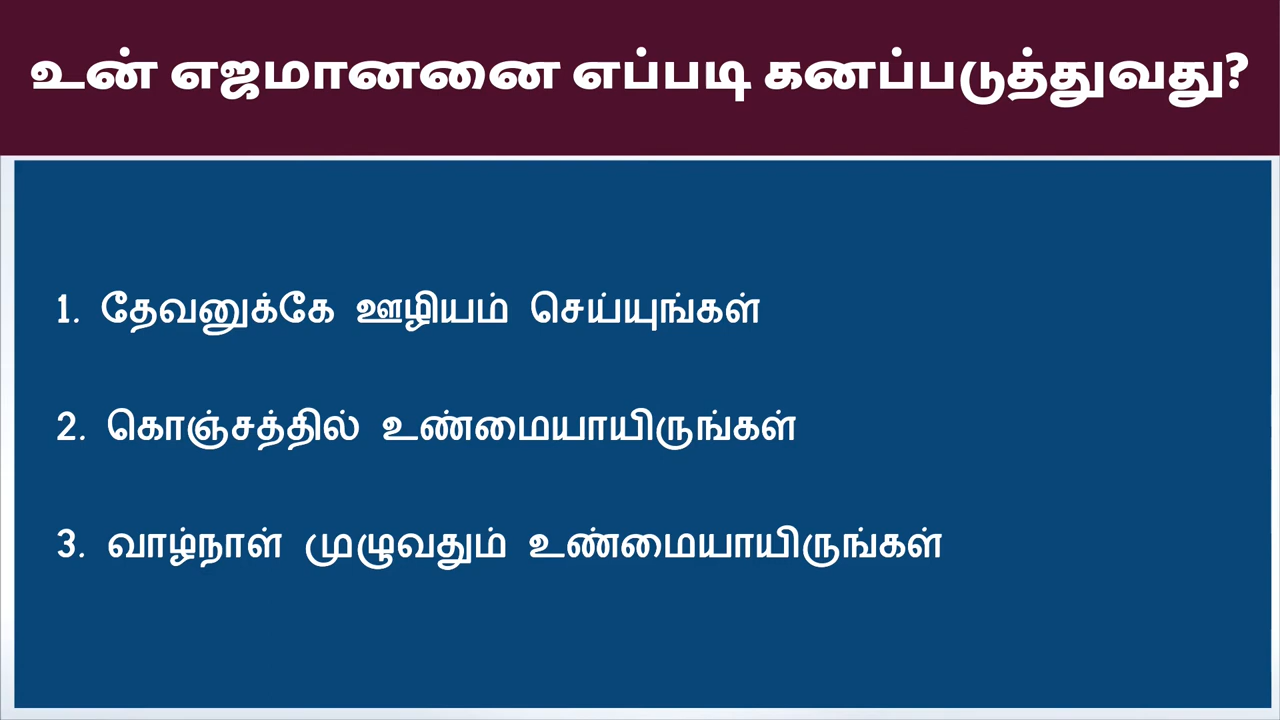 உன் எஜமானனை எப்படி கனப்படுத்துவது?
1. தேவனுக்கே ஊழியம் செய்யுங்கள்
2. கொஞ்சத்தில் உண்மையாயிருங்கள்
3. வாழ்நாள் முழுவதும் உண்மையாயிருங்கள்